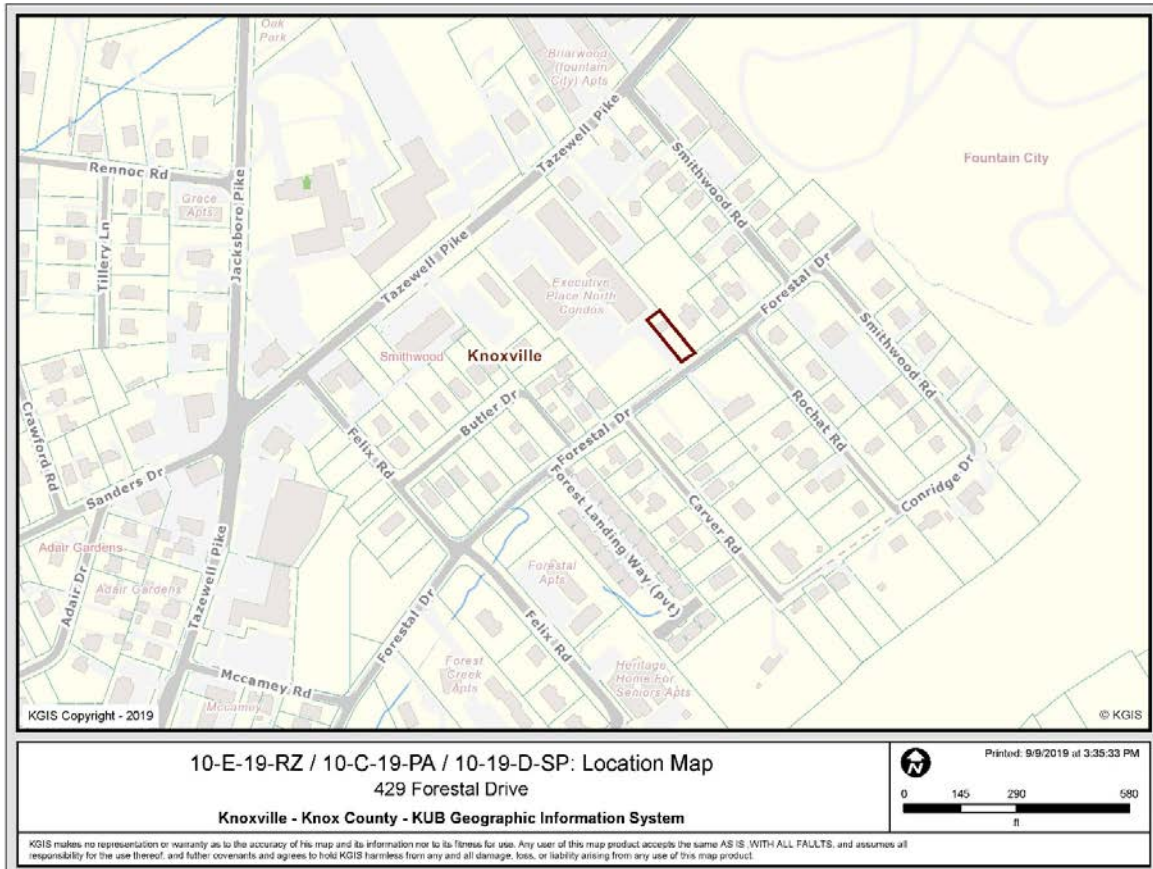 Oak
Park
Briarwood
(fountain
City) Apts
Tazewell Pike
Smithwood Rd
Fountain City
Rennoc Rd
Grace
Apts
Tillery Ln
Jacksboro Pike
Tazewell Pike
Executive
Place North
Condos
Forestal Dr
Smithwood Rd
Smithwood
Knoxville
Butler Dr
Rochat Rd
Crawford Rd
Felix Rd
Forestal Dr
Sanders Dr
Conridge Dr
Forest Landing Way (pvt)
Carver Rd
Adair Gardens
Adair Dr
Adair Gardens
Tazewell Pike
Forestal
Apts
Forestal Dr
Felix Rd
Mccamey Rd
Forest
Creek
Apts
Heritage
Home For
Seniors Apts
Mccamey
KGIS Copyright - 2019
© KGIS
10-E-19-RZ / 10-C-19-PA / 10-19-D-SP: Location Map
429 Forestal Drive
Knoxville - Knox County - KUB Geographic Information System
N
Printed: 9/9/2019 at 3:35:33 PM
0 145 290 580
ft
KGIS makes no representation or warranty as to the accuracy of his map and its information nor to its fitness for use. Any user of this map product accepts the same AS IS ,WITH ALL FAULTS, and assumes all
responsibility for the use thereof, and futher covenants and agrees to hold KGIS harmless from any and all damage, loss, or liability arising from any use of this map product.